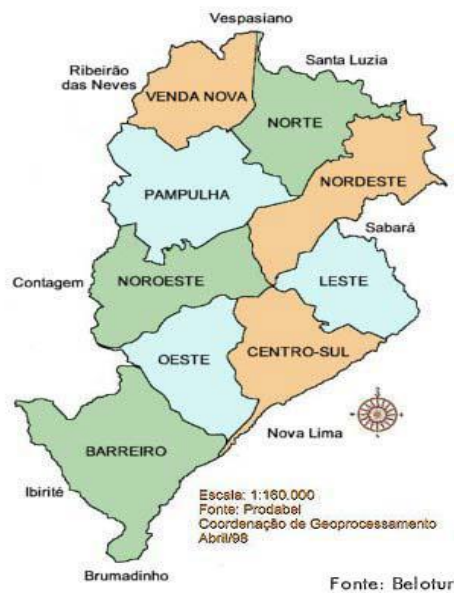 Vespasiano
Santa Luzia
Ribeirão
das Neves
VENDA NOVA
NORTE
NORDESTE
PAMPULHA
Sabará
Contagem
NOROESTE
LESTE
OESTE
CENTRO-SUL
Nova Lima
BARREIRO
Ibirité
Escala: 1:160.000
Fonte: Prodabel
Coordenação de Geoprocessamento
Abril/98
Brumadinho
Fonte: Belotur